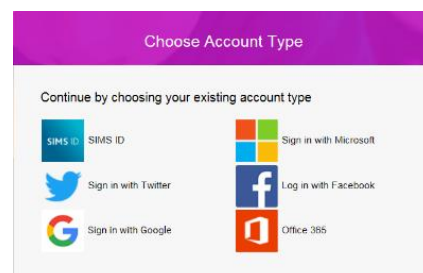 Choose Account Type
Continue by choosing your existing account type
SIMS ID SIMS ID
Sign in with Microsoft
Sign in with Twitter
Log in with Facebook
Sign in with Google
Office 365